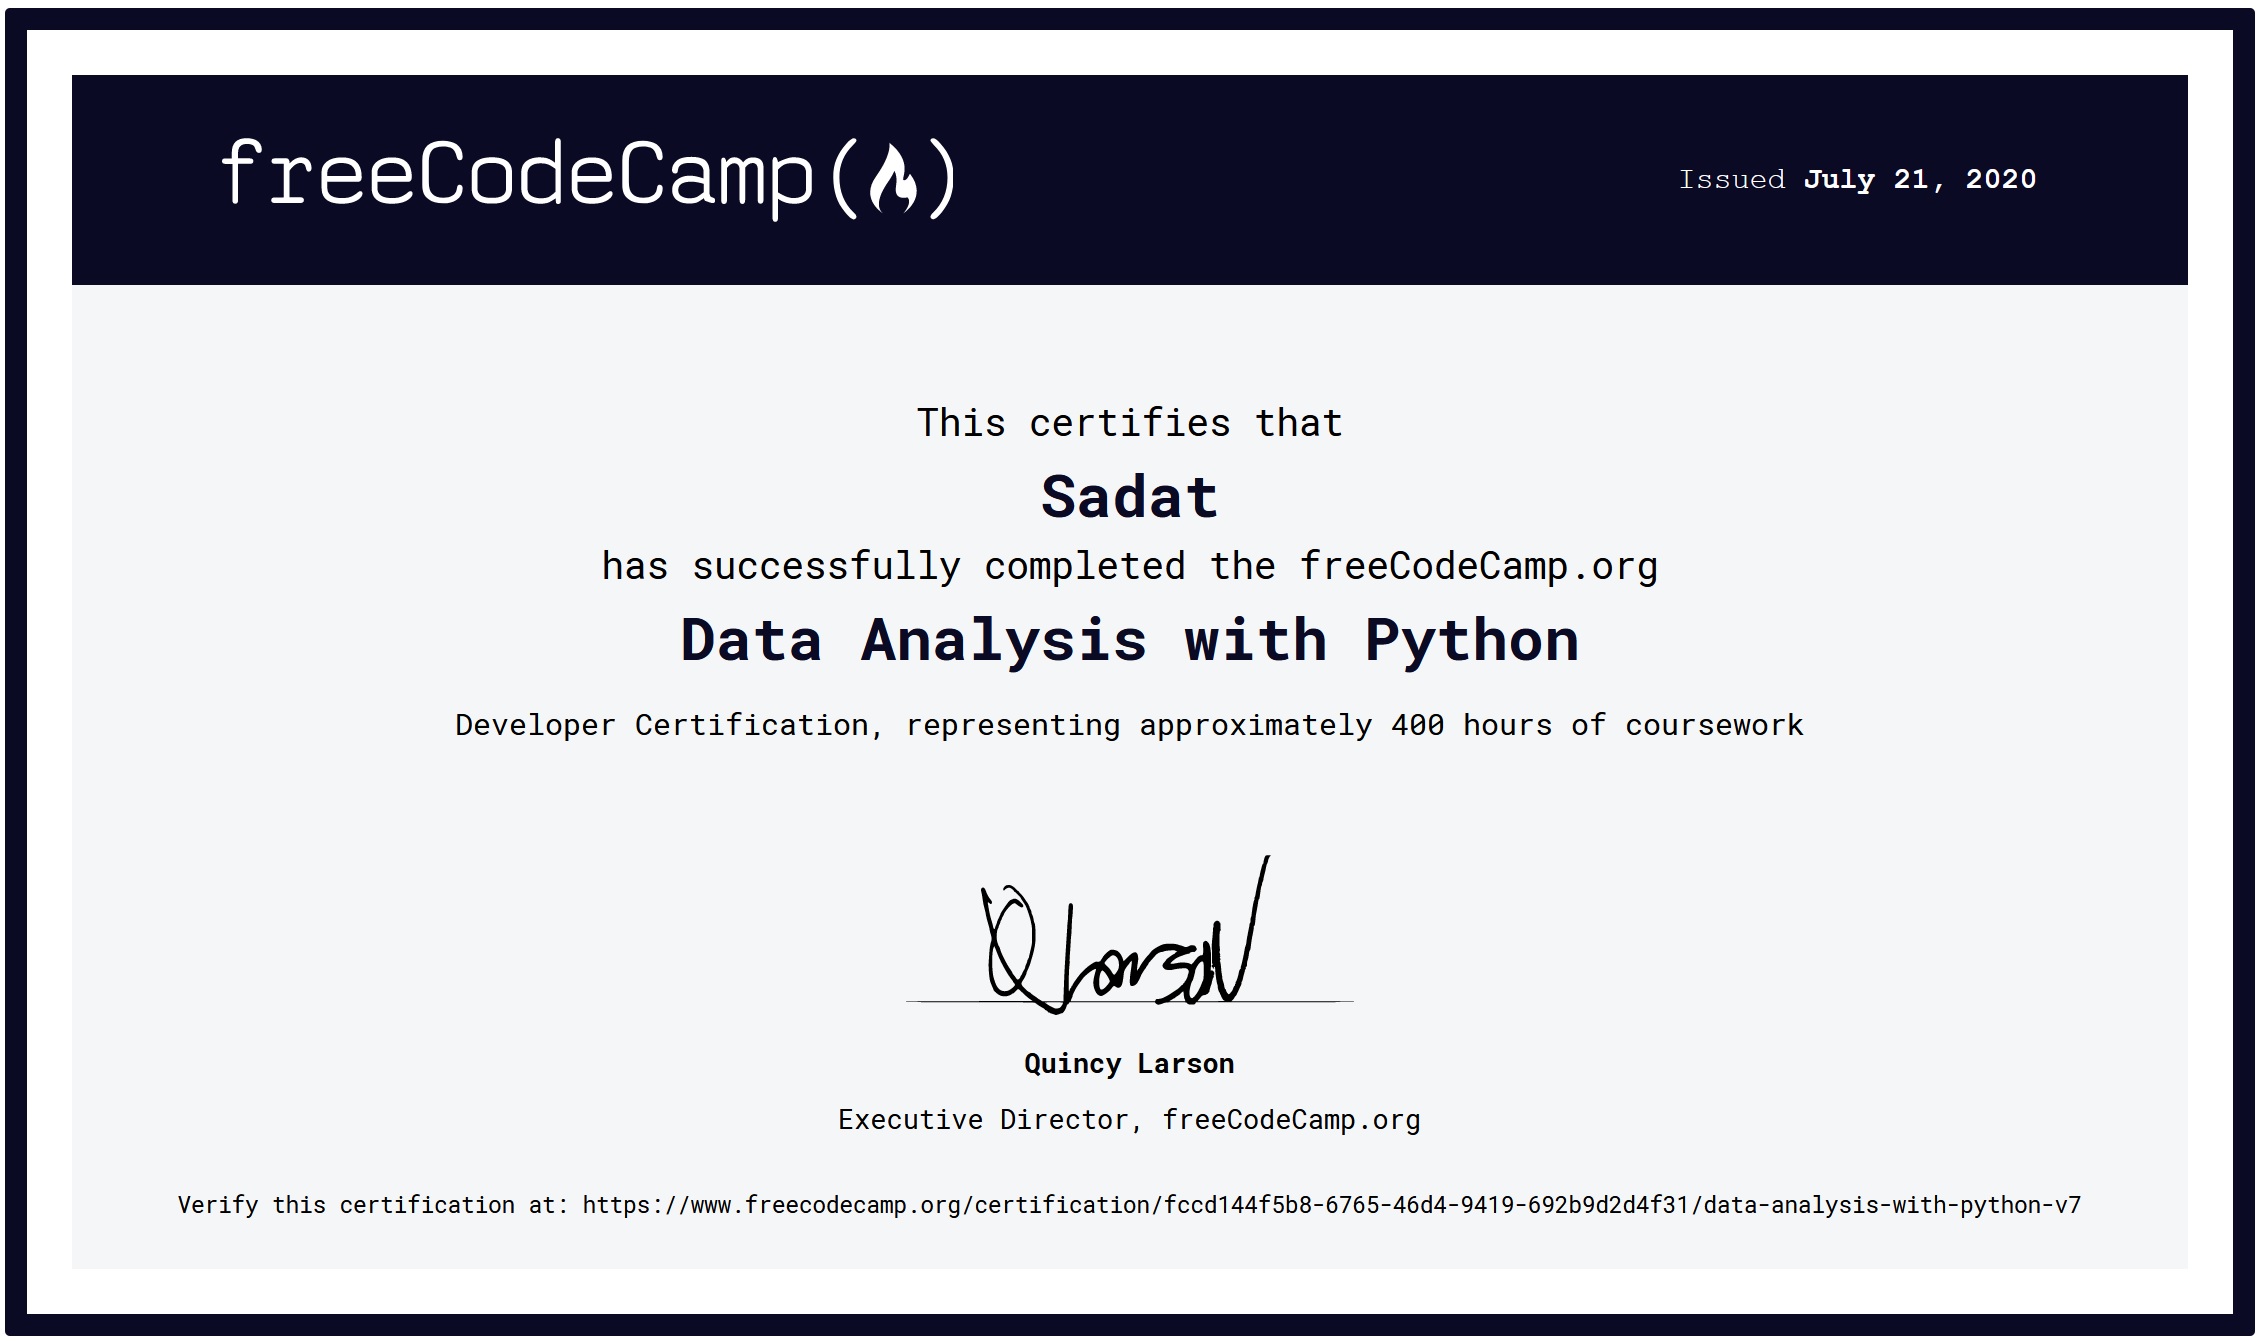 freeCodeCamp
Issued July 21, 2020
This certifies that
Sadat
has successfully completed the freeCodeCamp.org
Data Analysis with Python
Developer Certification, representing approximately 400 hours of coursework
Q Larson
Quincy Larson
Executive Director, freeCodeCamp.org
Verify this certification at: https://www.freecodecamp.org/certification/fccd144f5b8-6765-46d4-9419-692b9d2d4f31/data-analysis-with-python-v7